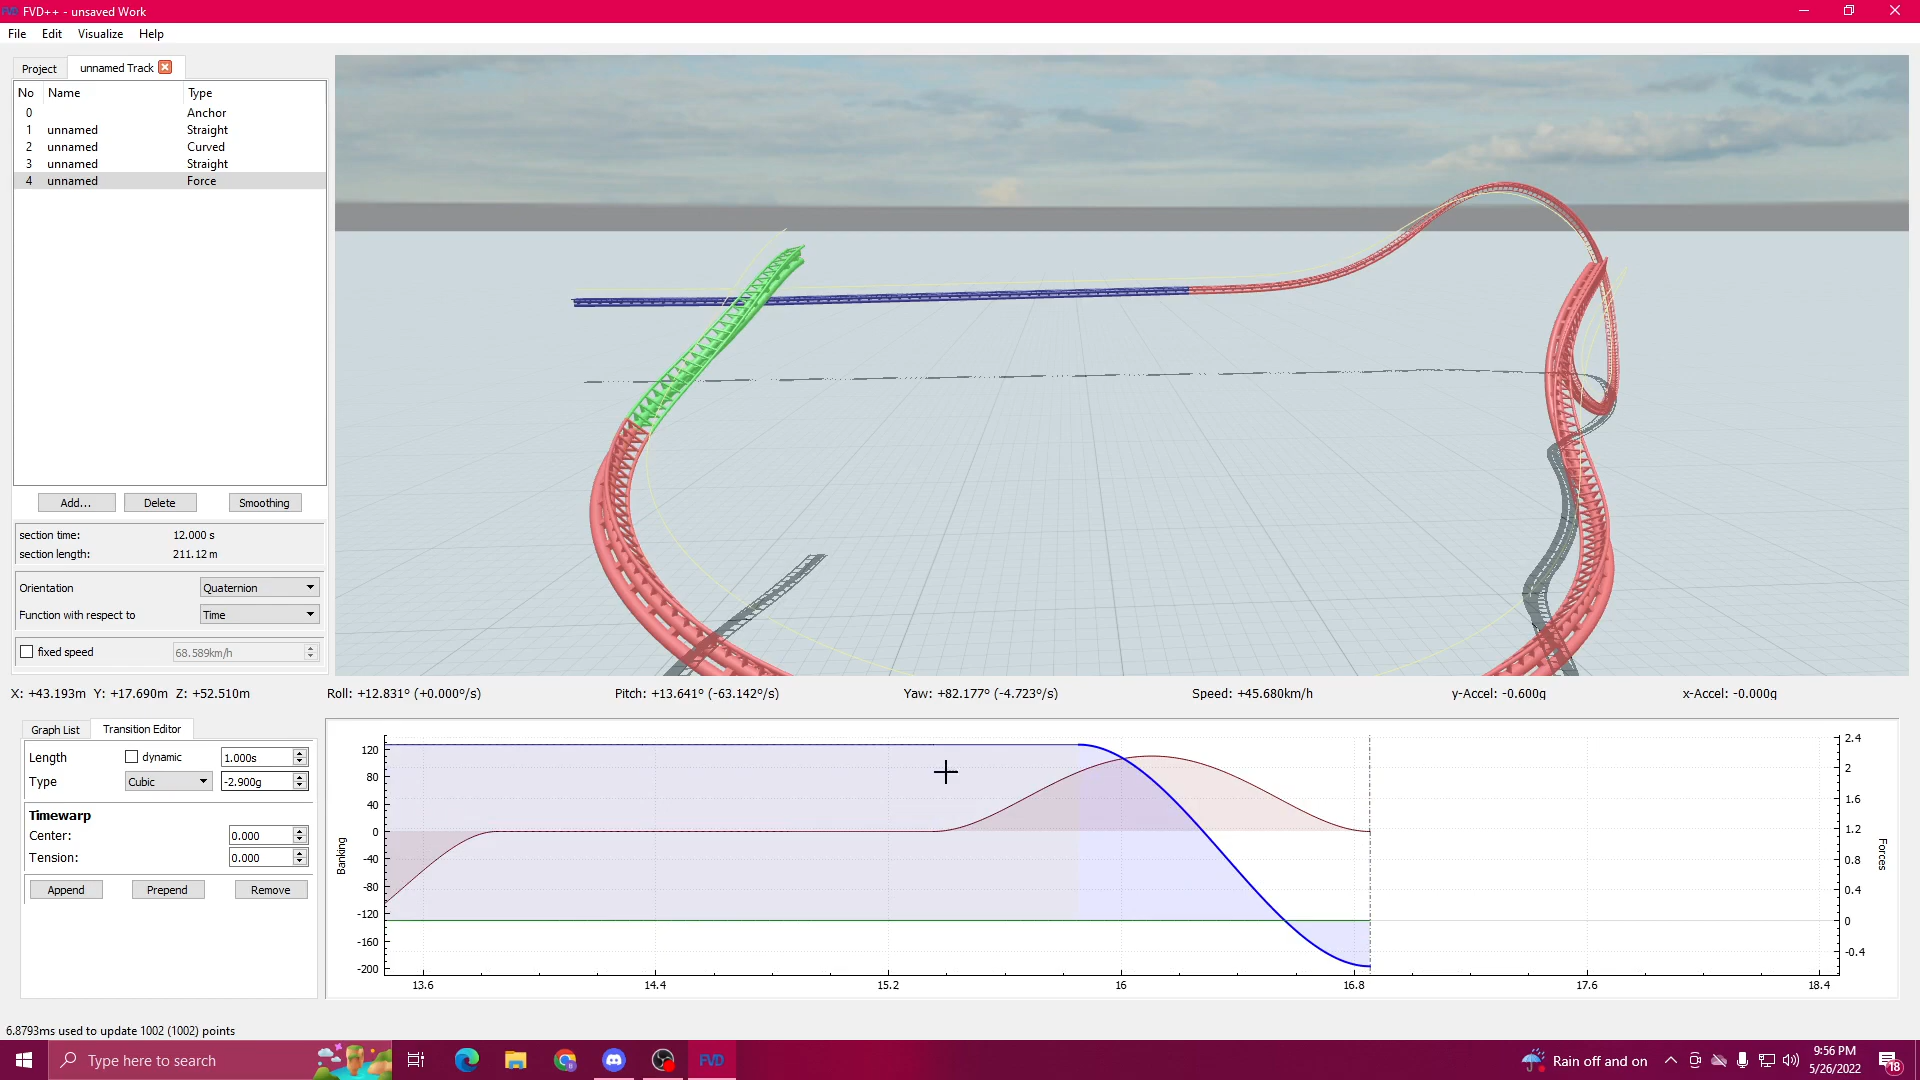 FVD FVD++ - unsaved Work
File Edit Visualize Help
Project unnamed Track
No Name Type
0 Anchor
1 unnamed Straight
2 unnamed Curved
3 unnamed Straight
4 unnamed Force
Add... Delete Smoothing
section time: 12.000 s
section length: 211.12 m
Orientation Quaternion
Function with respect to Time
fixed speed 68.589km/h
X: +43.193m Y: +17.690m Z: +52.510m Roll: +12.831° (+0.000°/s) Pitch: +13.641° (-63.142°/s) Yaw: +82.177° (-4.723°/s) Speed: +45.680km/h y-Accel: -0.600g x-Accel: -0.000g
Graph List Transition Editor
Length dynamic 1.000s
Type Cubic -2.900g
Timewarp
Center: 0.000
Tension: 0.000
Append Prepend Remove
Banking
120
80
40
0
-40
-80
-120
-160
-200
13.6 14.4 15.2 16 16.8 17.6 18.4
2.4
2
1.6
1.2
0.8
0.4
0
-0.4
Forces
6.8793ms used to update 1002 (1002) points
Type here to search FVD Rain off and on 9:56 PM
5/26/2022 18